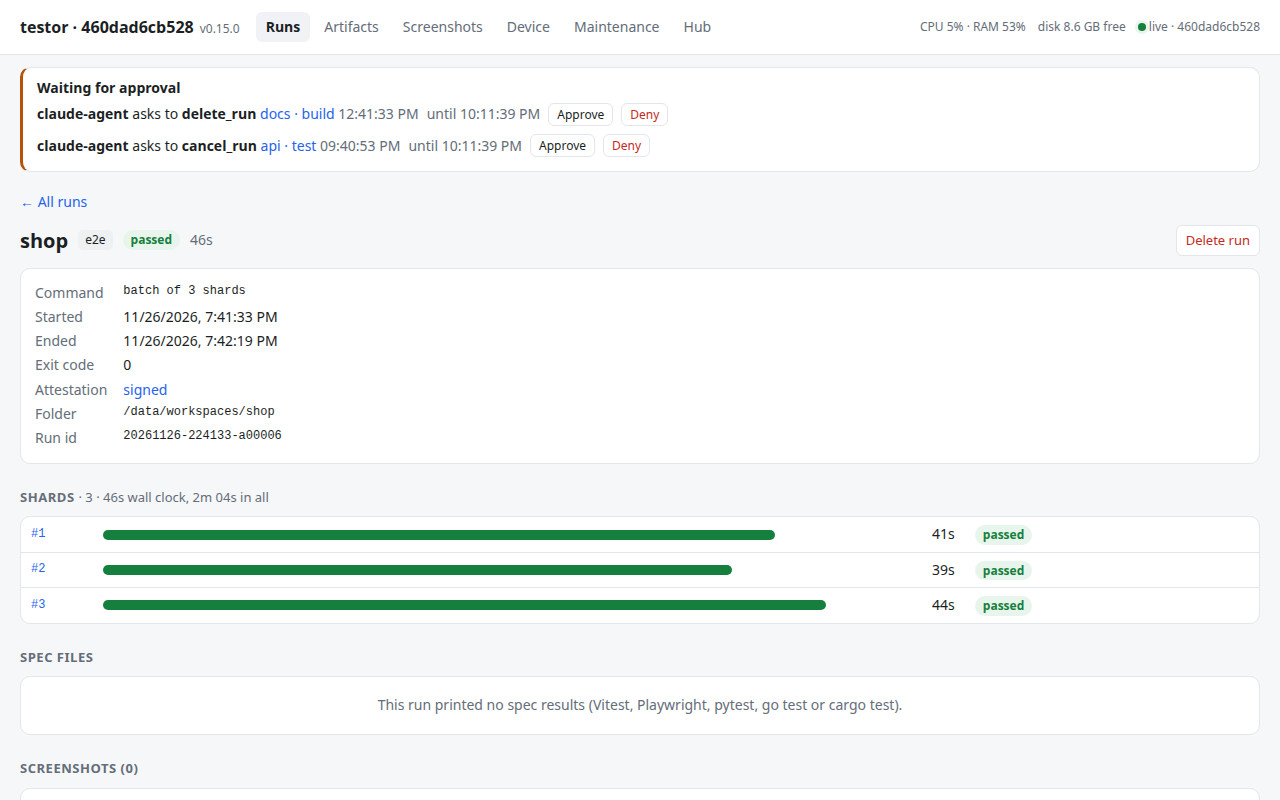 testor · 460dad6cb528 v0.15.0 Runs Artifacts Screenshots Device Maintenance Hub CPU 5% · RAM 53% disk 8.6 GB free live · 460dad6cb528
Waiting for approval
claude-agent asks to delete_run docs · build 12:41:33 PM until 10:11:39 PM Approve Deny
claude-agent asks to cancel_run api · test 09:40:53 PM until 10:11:39 PM Approve Deny
← All runs
shop e2e passed 46s Delete run
Command batch of 3 shards
Started 11/26/2026, 7:41:33 PM
Ended 11/26/2026, 7:42:19 PM
Exit code 0
Attestation signed
Folder /data/workspaces/shop
Run id 20261126-224133-a00006
SHARDS · 3 · 46s wall clock, 2m 04s in all
#1 41s passed
#2 39s passed
#3 44s passed
SPEC FILES
This run printed no spec results (Vitest, Playwright, pytest, go test or cargo test).
SCREENSHOTS (0)